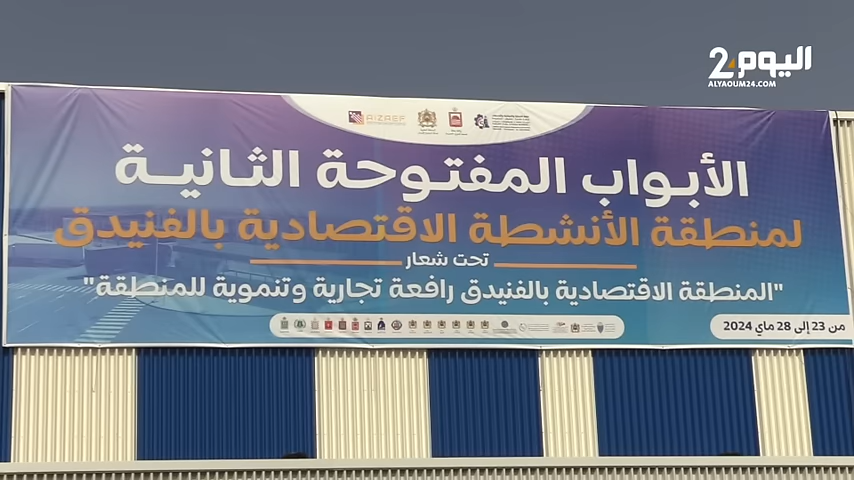 اليوم24
ALYAOUM24.COM
AIZAEF
الأبواب المفتوحة الثانية
لمنطقة الأنشطة الاقتصادية بالفنيدق
تحت شعار
"المنطقة الاقتصادية بالفنيدق رافعة تجارية وتنموية للمنطقة"
من 23 إلى 28 ماي 2024